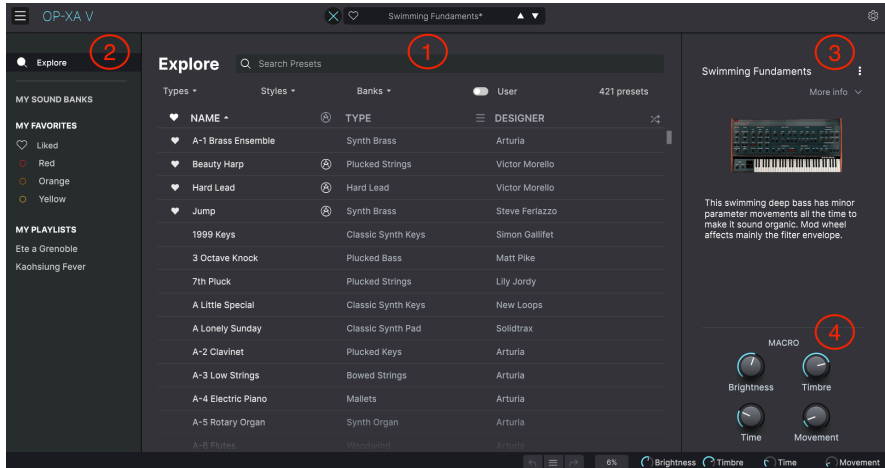 OP-XA V
Swimming Fundaments*
2
Explore
MY SOUND BANKS
MY FAVORITES
Liked
Red
Orange
Yellow
MY PLAYLISTS
Ete a Grenoble
Kaohsiung Fever
Explore
Search Presets
1
Types
Styles
Banks
User
421 presets
NAME TYPE DESIGNER
A-1 Brass Ensemble Synth Brass Arturia
Beauty Harp Plucked Strings Victor Morello
Hard Lead Hard Lead Victor Morello
Jump Synth Brass Steve Ferlazzo
1999 Keys Classic Synth Keys Simon Gallifet
3 Octave Knock Plucked Bass Matt Pike
7th Pluck Plucked Strings Lily Jordy
A Little Special Classic Synth Keys New Loops
A Lonely Sunday Classic Synth Pad Solidtrax
A-2 Clavinet Plucked Keys Arturia
A-3 Low Strings Bowed Strings Arturia
A-4 Electric Piano Mallets Arturia
A-5 Rotary Organ Synth Organ Arturia
A-6 Flutes Woodwind Arturia
3
Swimming Fundaments
More info
This swimming deep bass has minor
parameter movements all the time to
make it sound organic. Mod wheel
affects mainly the filter envelope.
4
MACRO
Brightness Timbre
Time Movement
6% Brightness Timbre Time Movement